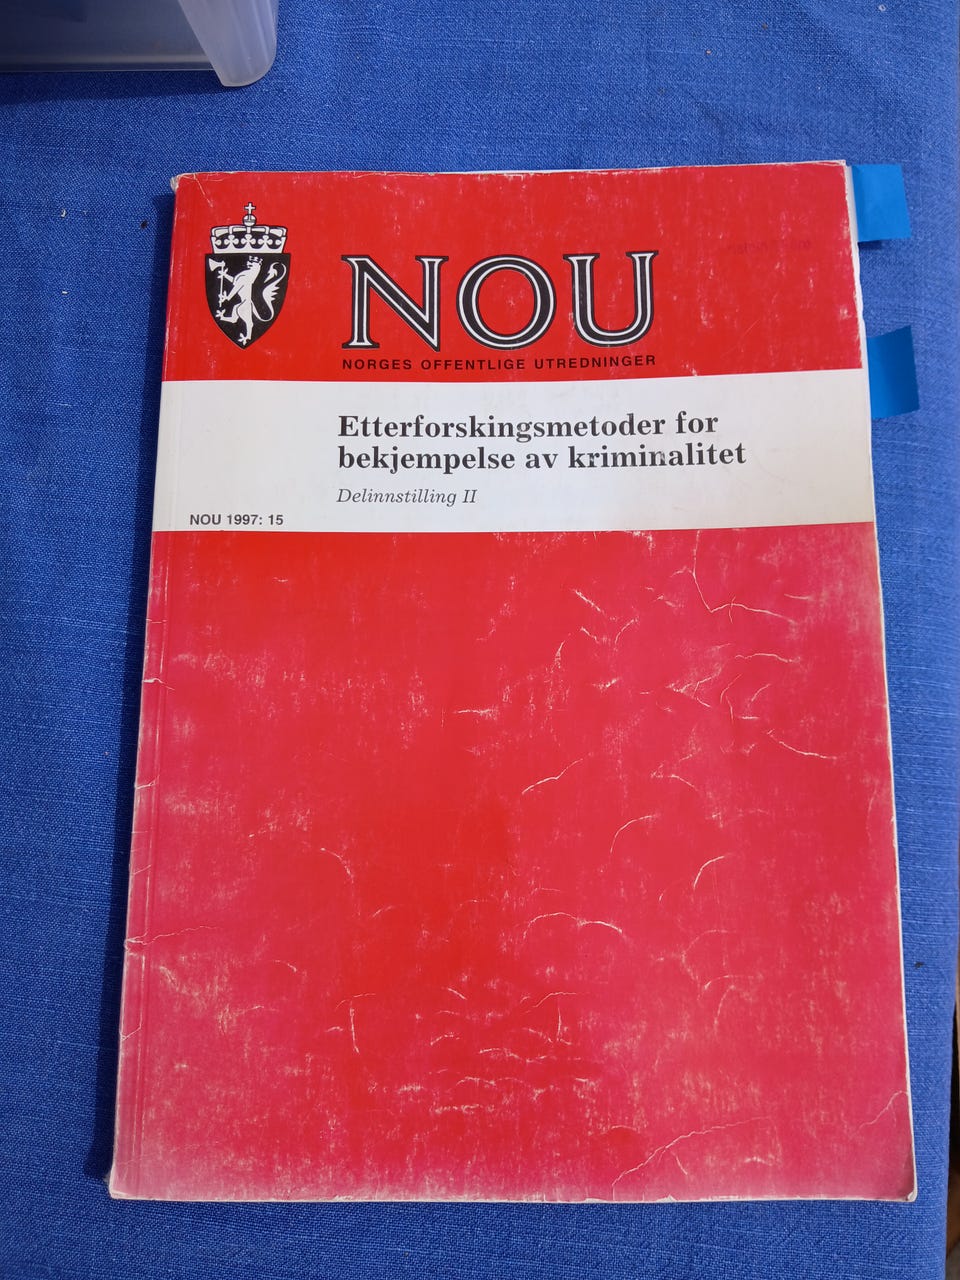 NOU
NORGES OFFENTLIGE UTREDNINGER
Etterforskingsmetoder for
bekjempelse av kriminalitet
Delinnstilling II
NOU 1997: 15